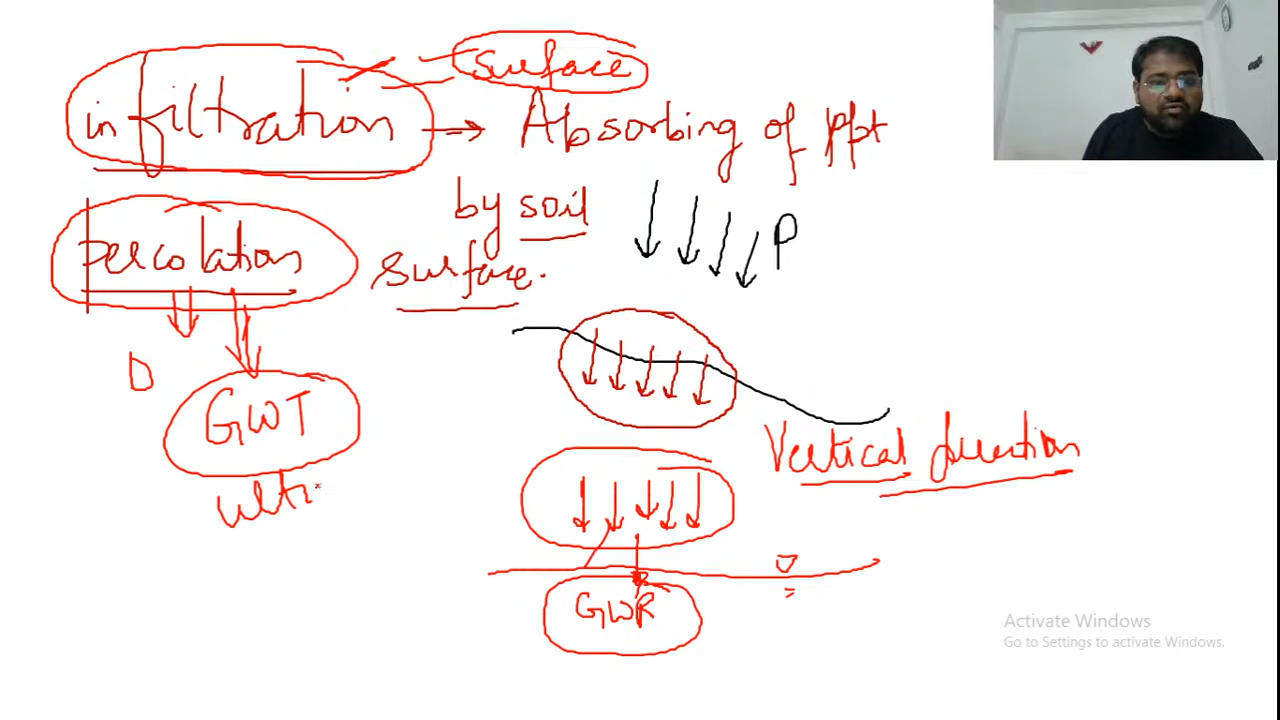 surface
infiltration → Absorbing of ppt
by soil
surface.
P
percolation
D
GWT
ulti
Vertical direction
GWR
Activate Windows
Go to Settings to activate Windows.